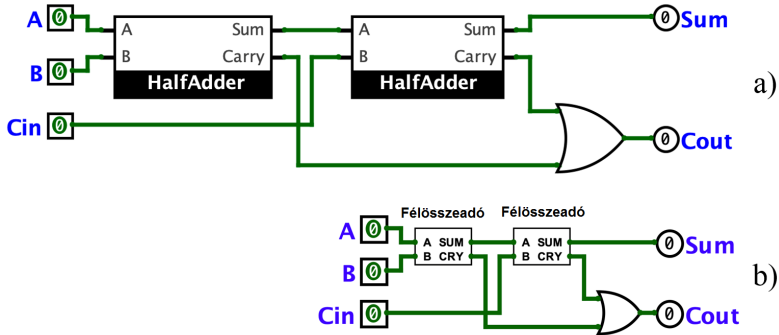 A 0 A Sum A Sum 0 Sum
B 0 B Carry B Carry
HalfAdder HalfAdder
a)
Cin 0
0 Cout
Félösszeadó Félösszeadó
A 0 A SUM A SUM 0 Sum
B 0 B CRY B CRY
b)
Cin 0 0 Cout